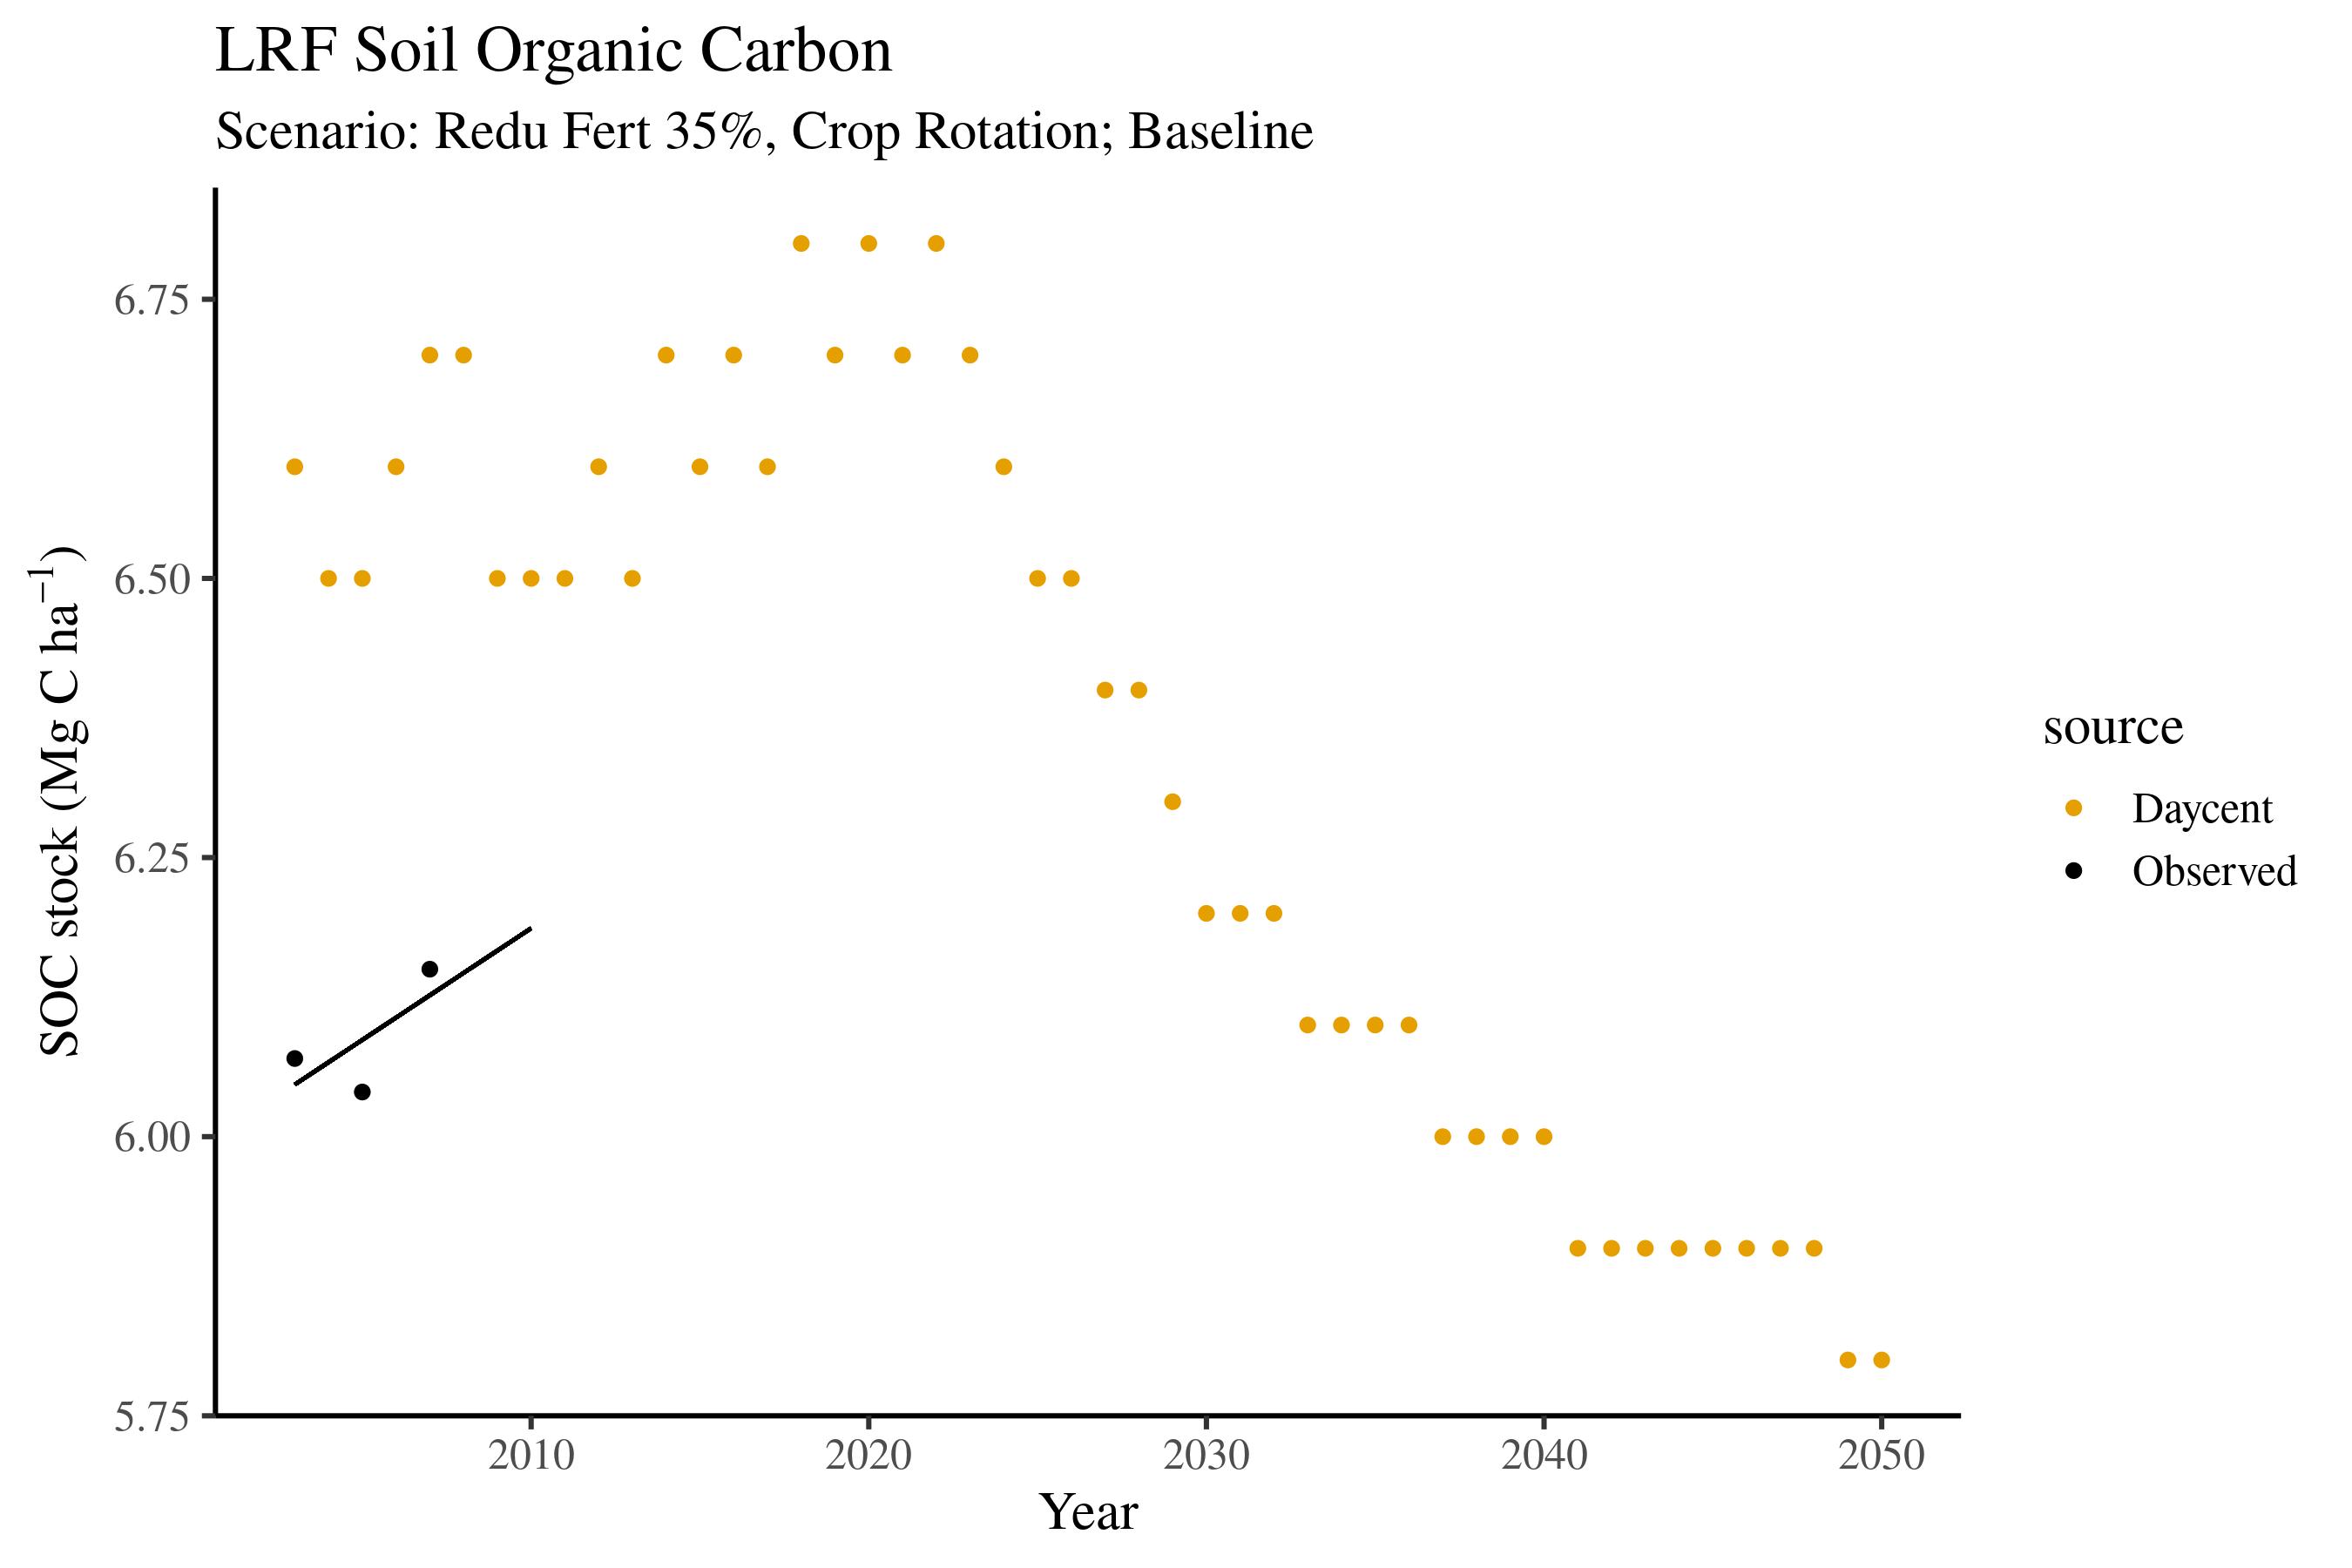 LRF Soil Organic Carbon
Scenario: Redu Fert 35%, Crop Rotation; Baseline
SOC stock (Mg C ha⁻¹)
6.75
6.50
6.25
6.00
5.75
2010 2020 2030 2040 2050
Year
source
Daycent
Observed